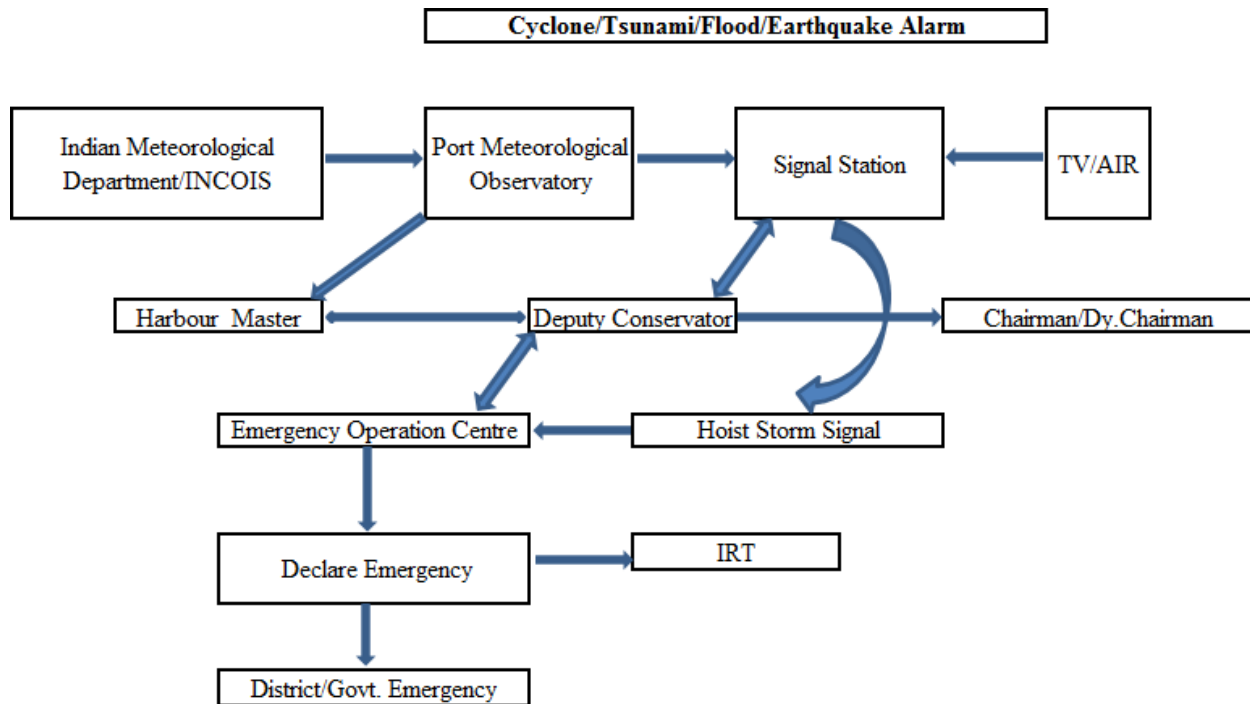 Cyclone/Tsunami/Flood/Earthquake Alarm
Indian Meteorological
Department/INCOIS
Port Meteorological
Observatory
Signal Station
TV/AIR
Harbour Master
Deputy Conservator
Chairman/Dy.Chairman
Emergency Operation Centre
Hoist Storm Signal
Declare Emergency
IRT
District/Govt. Emergency